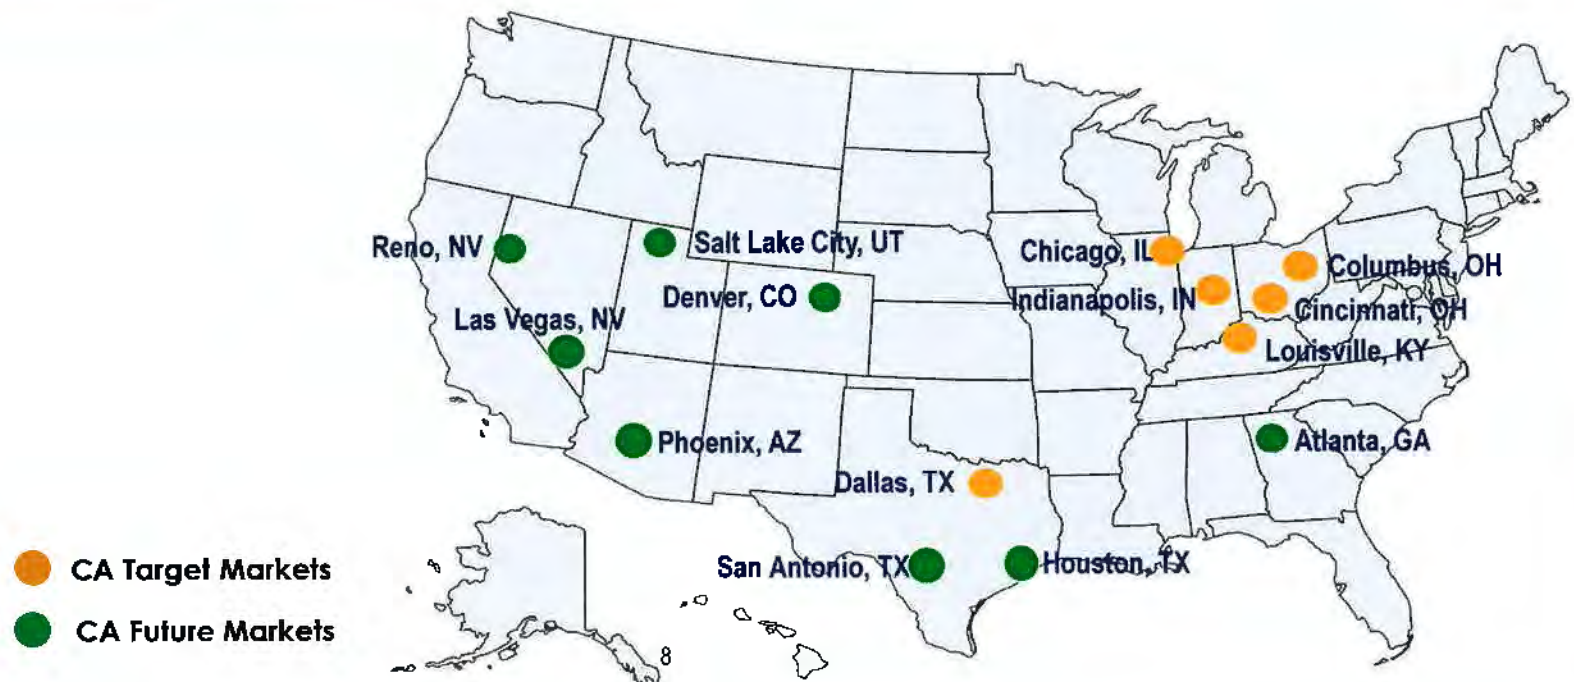 Reno, NV
Salt Lake City, UT
Chicago, IL
Columbus, OH
Denver, CO
Indianapolis, IN
Cincinnati, OH
Las Vegas, NV
Louisville, KY
Phoenix, AZ
Atlanta, GA
Dallas, TX
San Antonio, TX
Houston, TX
CA Target Markets
CA Future Markets
8